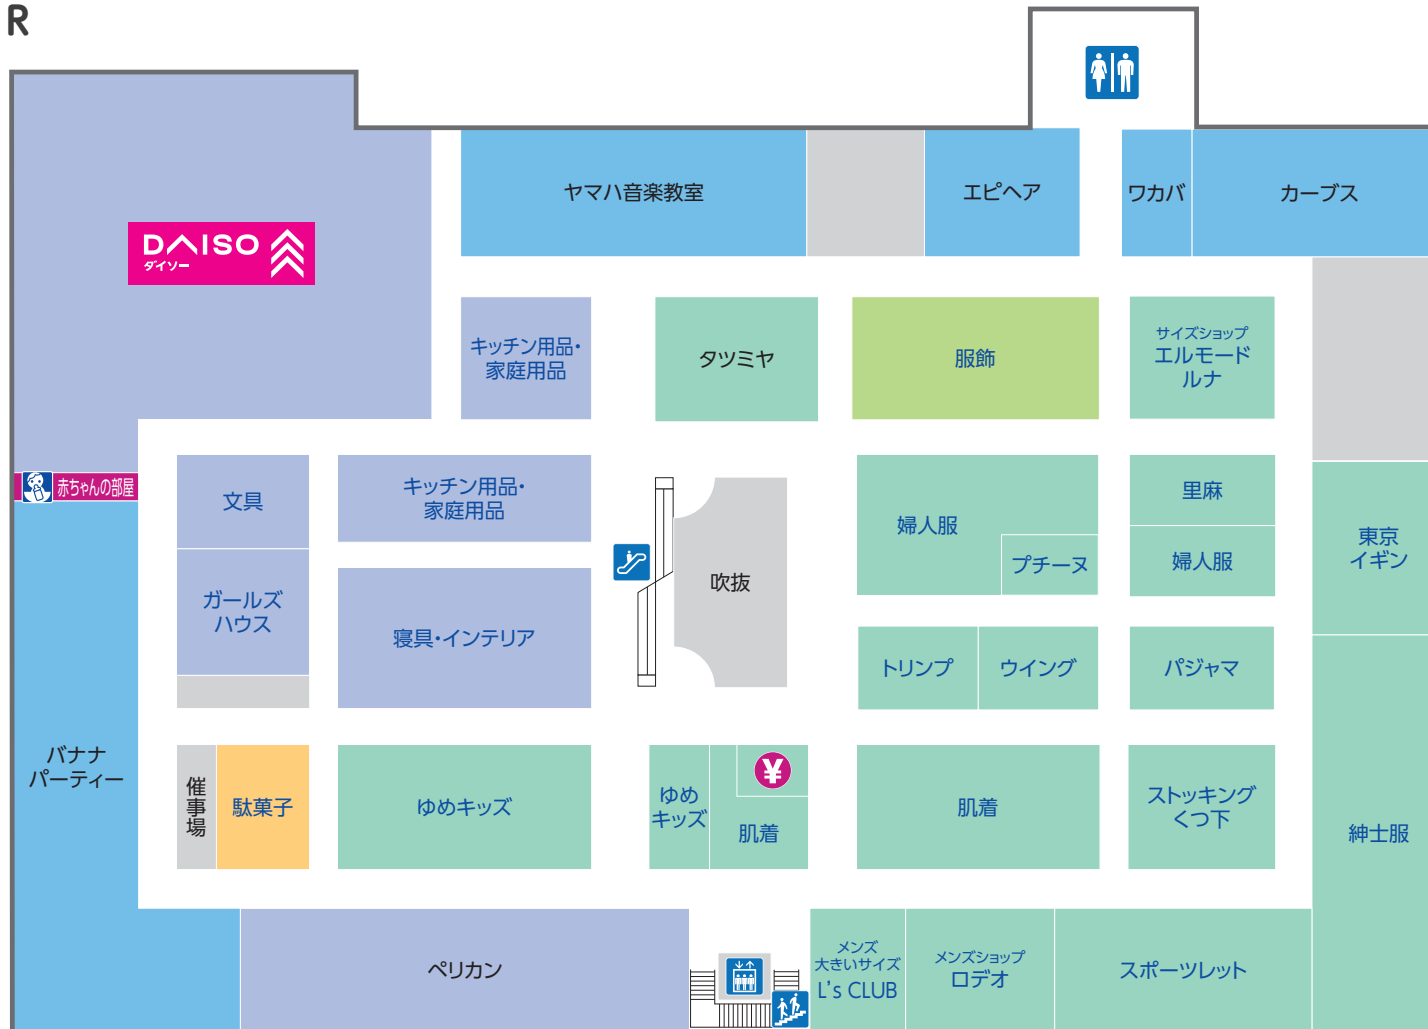 R
ヤマハ音楽教室
エピヘア
ワカバ
カーブス
DAISO
ダイソー
キッチン用品・
家庭用品
タツミヤ
服飾
サイズショップ
エルモード
ルナ
赤ちゃんの部屋
文具
キッチン用品・
家庭用品
婦人服
プチーヌ
里麻
婦人服
東京
イギン
ガールズ
ハウス
寝具・インテリア
吹抜
トリンプ
ウイング
パジャマ
バナナ
パーティー
催事場
駄菓子
ゆめキッズ
ゆめ
キッズ
¥
肌着
肌着
ストッキング
くつ下
紳士服
ペリカン
メンズ
大きいサイズ
L's CLUB
メンズショップ
ロデオ
スポーツレット